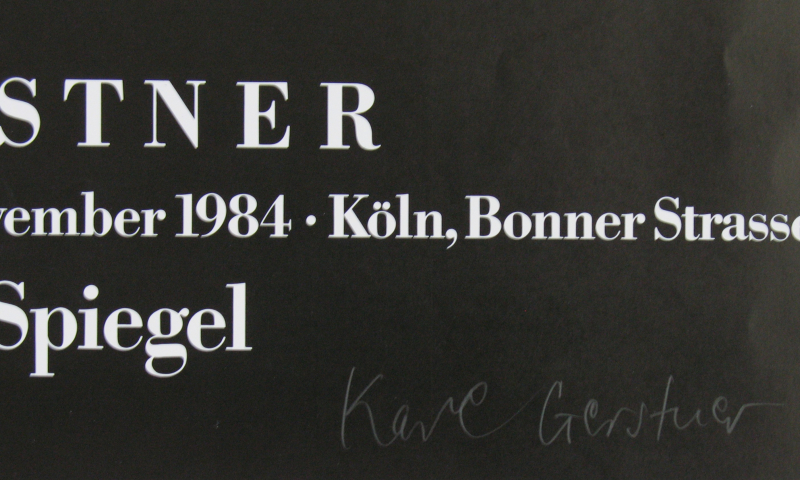 STNER
vember 1984 · Köln, Bonner Strasse
Spiegel
Karl Gerstner